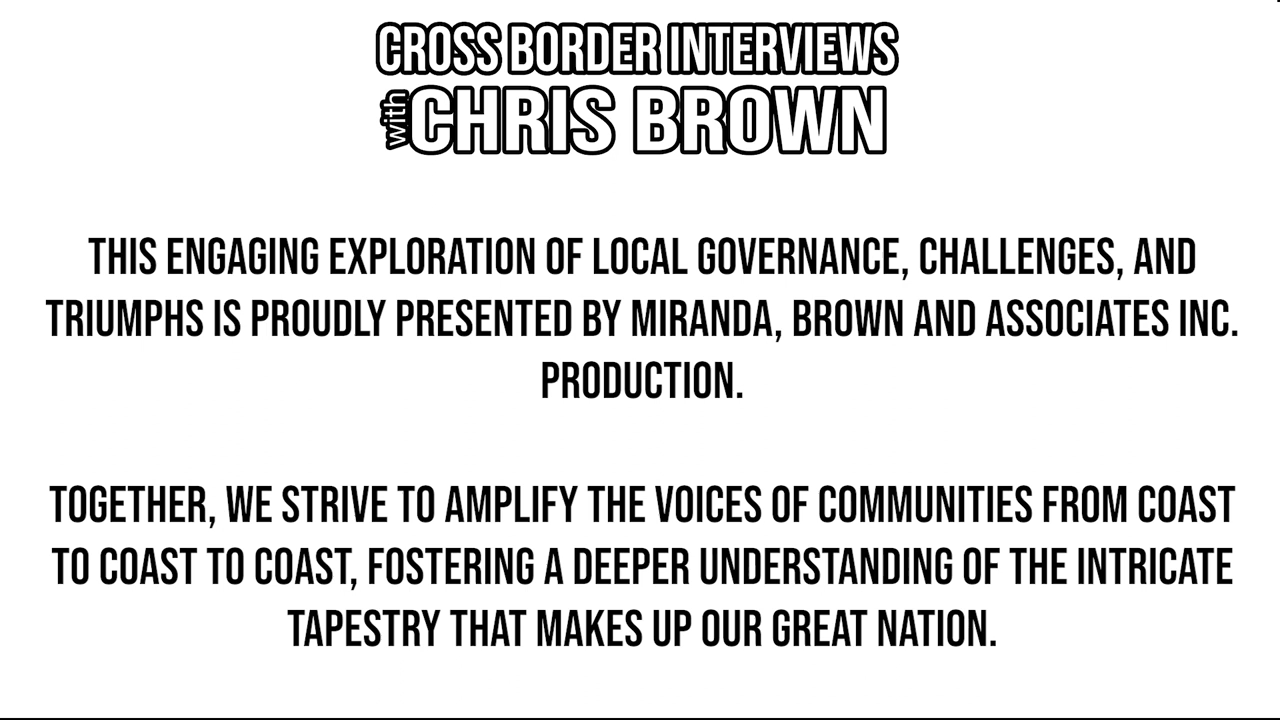 CROSS BORDER INTERVIEWS
with CHRIS BROWN
THIS ENGAGING EXPLORATION OF LOCAL GOVERNANCE, CHALLENGES, AND
TRIUMPHS IS PROUDLY PRESENTED BY MIRANDA, BROWN AND ASSOCIATES INC.
PRODUCTION.
TOGETHER, WE STRIVE TO AMPLIFY THE VOICES OF COMMUNITIES FROM COAST
TO COAST TO COAST, FOSTERING A DEEPER UNDERSTANDING OF THE INTRICATE
TAPESTRY THAT MAKES UP OUR GREAT NATION.